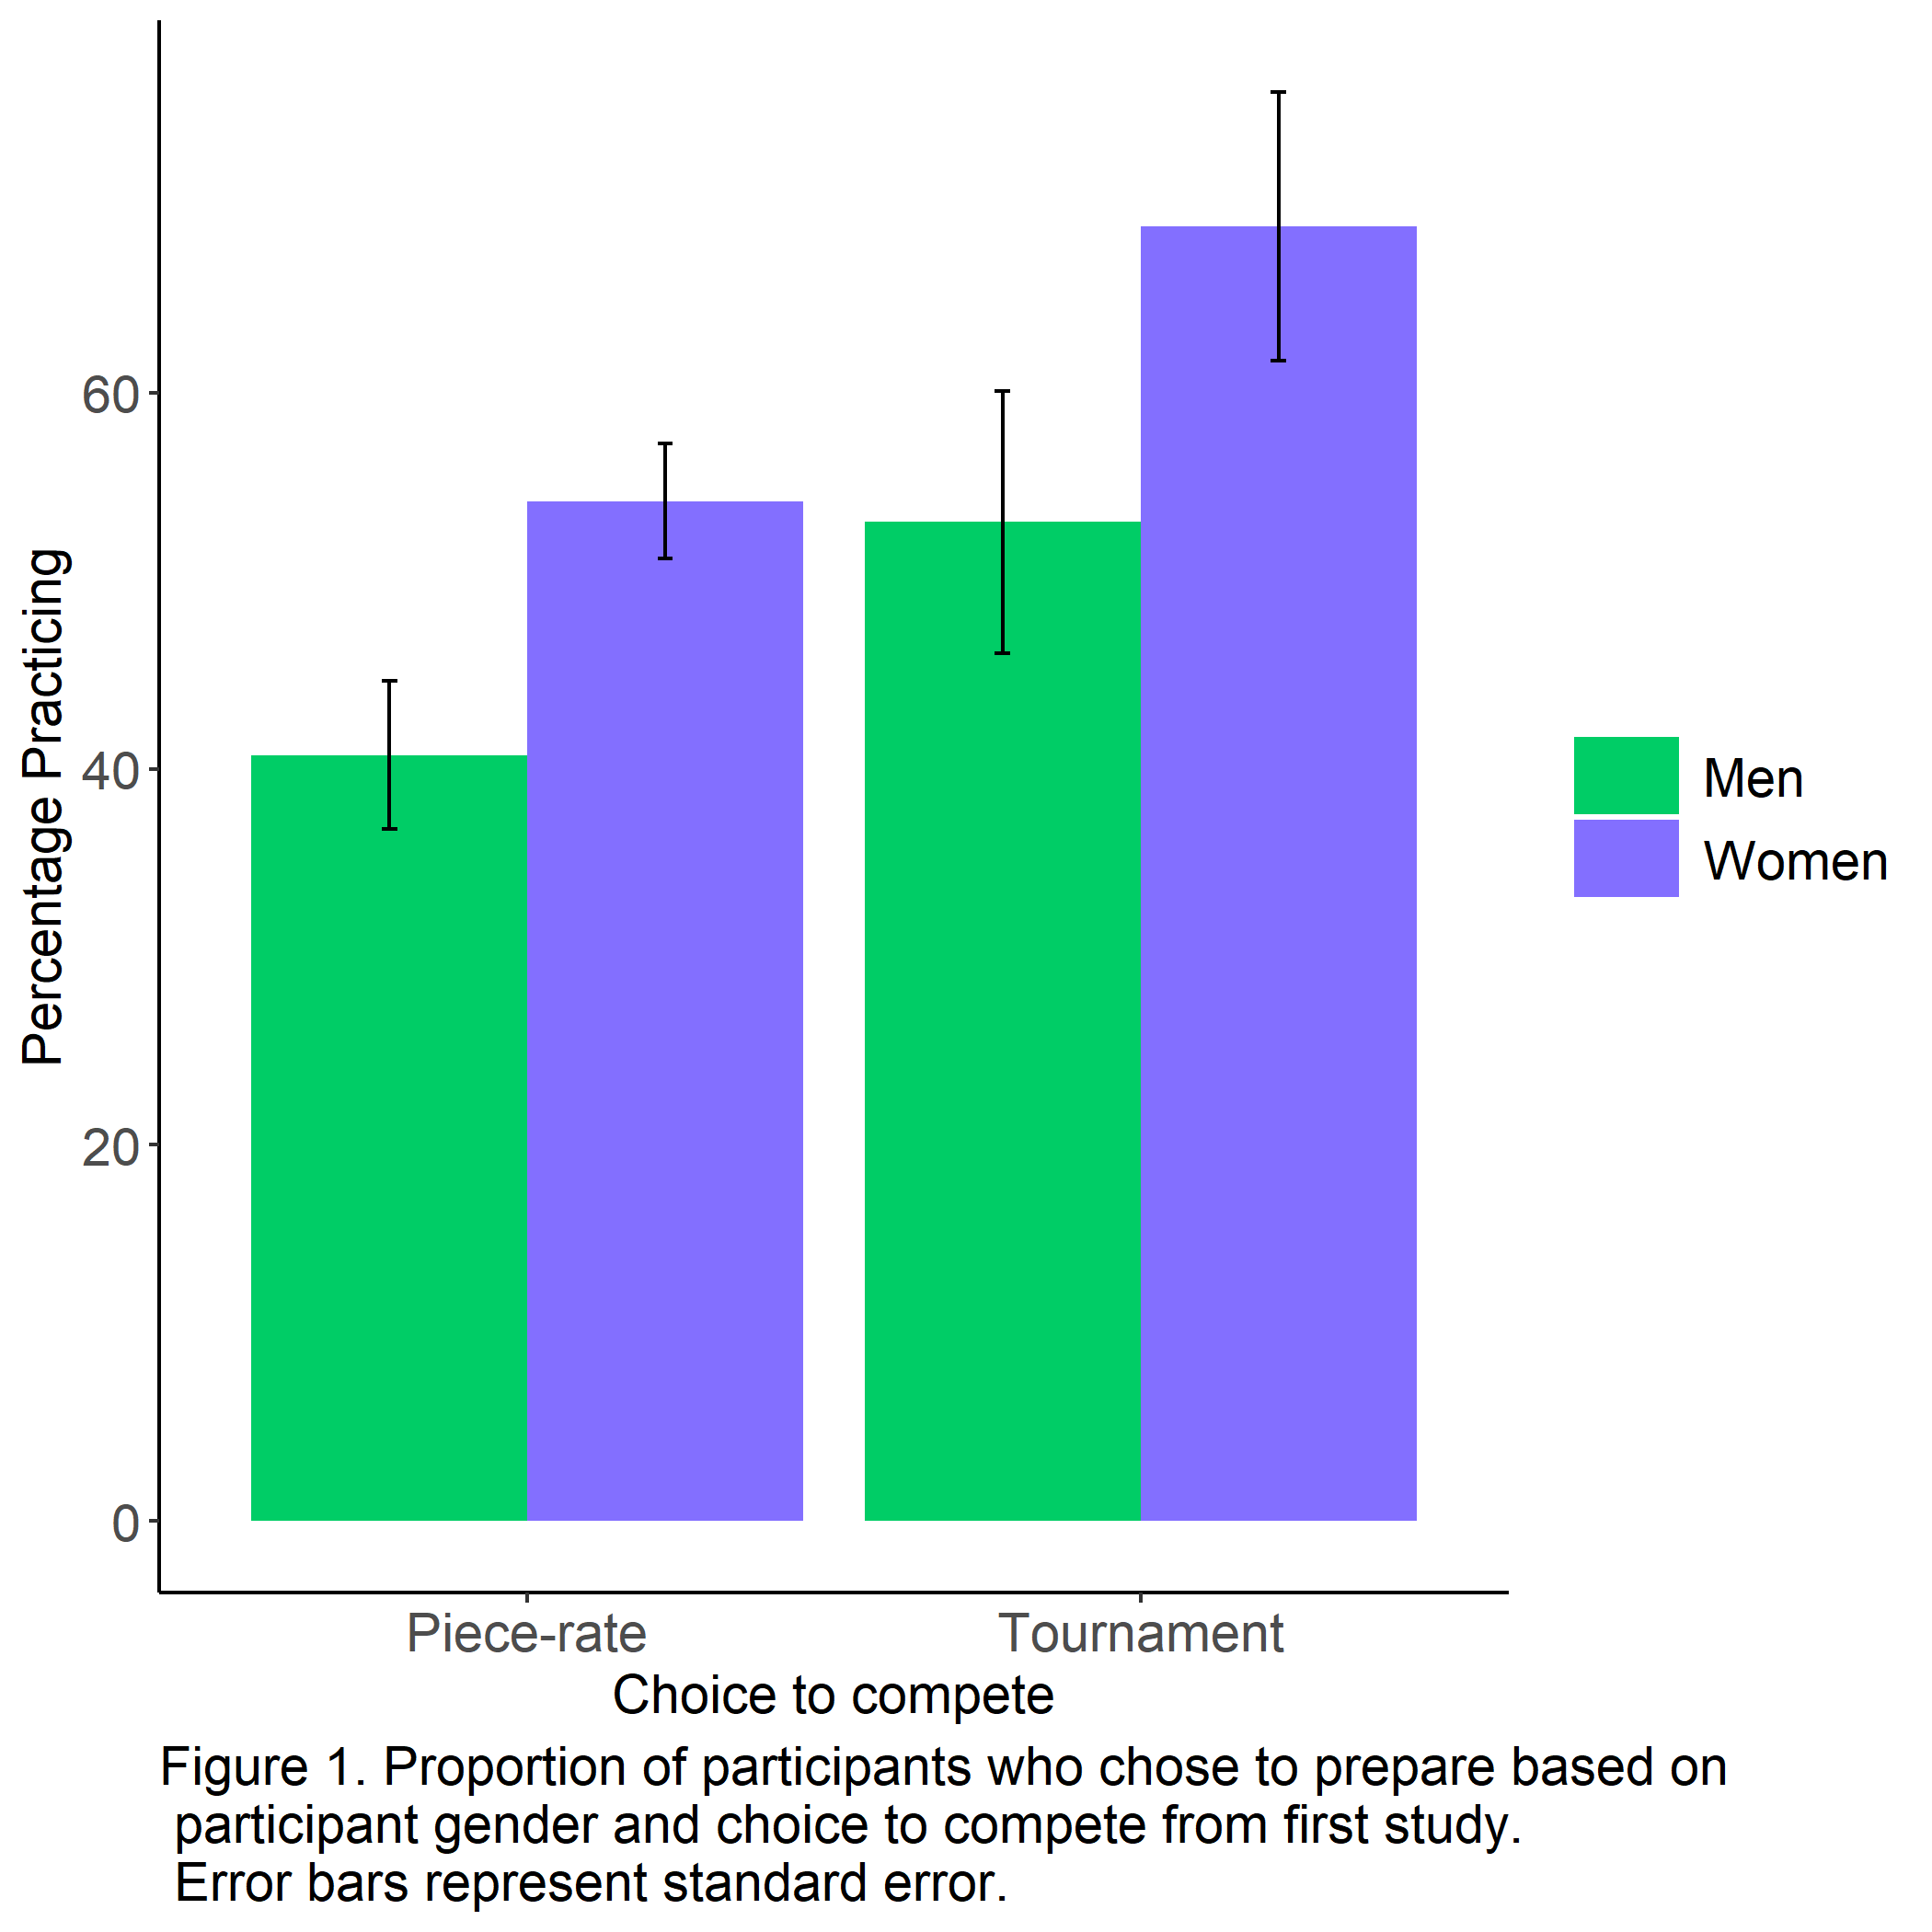 Percentage Practicing
60
40
20
0
Men
Women
Piece-rate
Tournament
Choice to compete
Figure 1. Proportion of participants who chose to prepare based on
participant gender and choice to compete from first study.
Error bars represent standard error.